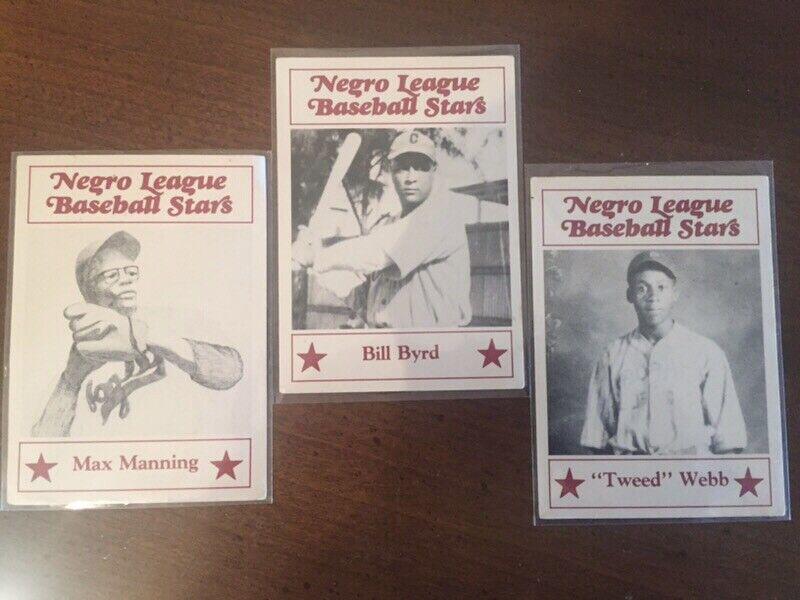 Negro League
Baseball Stars
Max Manning
Negro League
Baseball Stars
C
Bill Byrd
Negro League
Baseball Stars
"Tweed" Webb